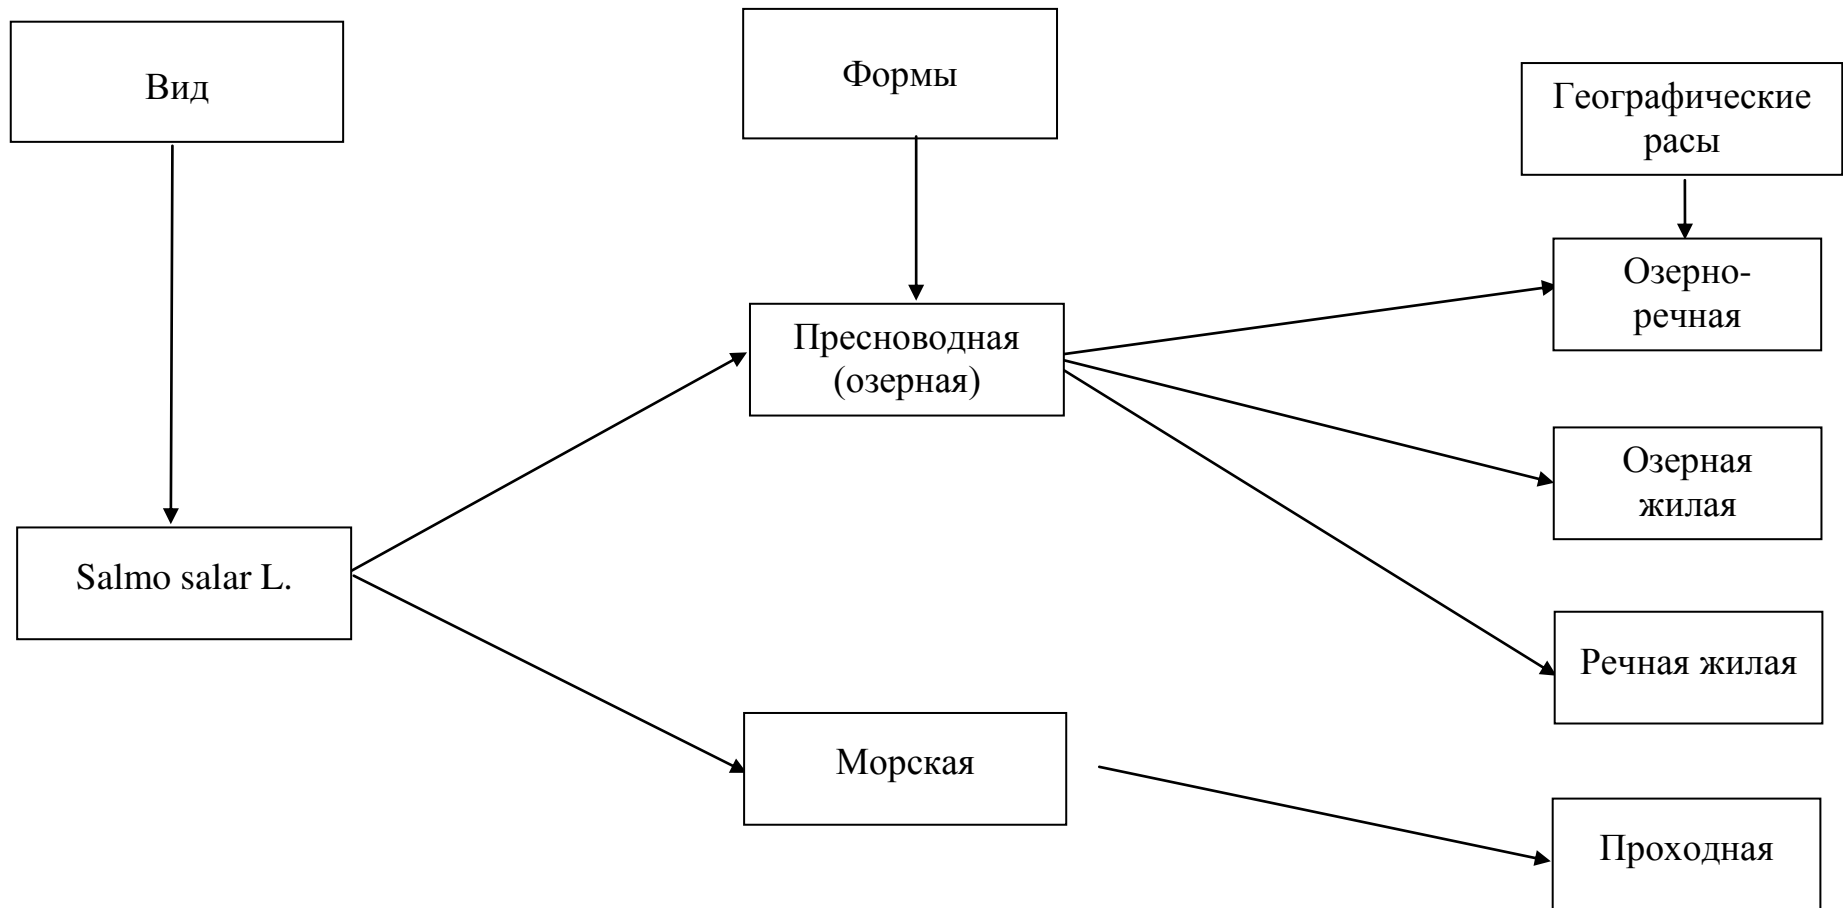 Вид
Формы
Географические
расы
Озерно-
речная
Пресноводная
(озерная)
Озерная
жилая
Salmo salar L.
Речная жилая
Морская
Проходная